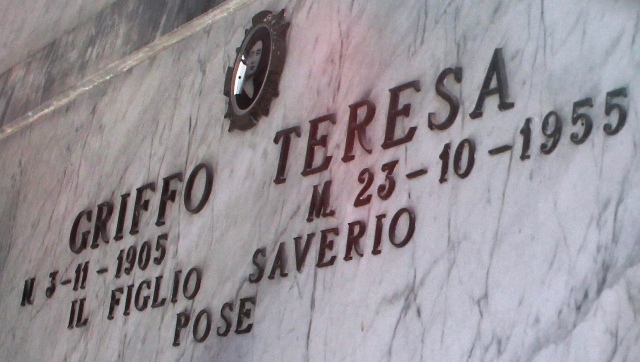 GRIFFO TERESA
N. 3-11-1905 M. 23-10-1955
IL FIGLIO SAVERIO
POSE